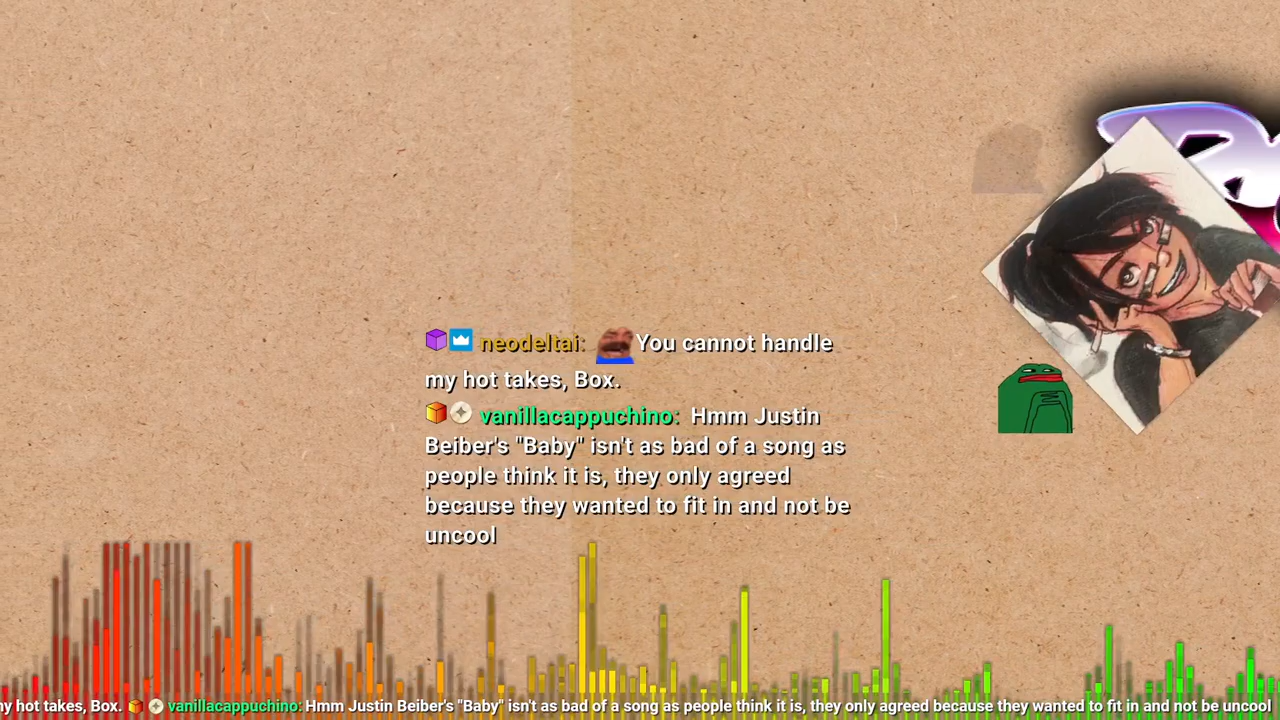 neodeltai: You cannot handle
my hot takes, Box.
vanillacappuchino: Hmm Justin
Beiber's "Baby" isn't as bad of a song as
people think it is, they only agreed
because they wanted to fit in and not be
uncool
my hot takes, Box. vanillacappuchino: Hmm Justin Beiber's "Baby" isn't as bad of a song as people think it is, they only agreed because they wanted to fit in and not be uncool